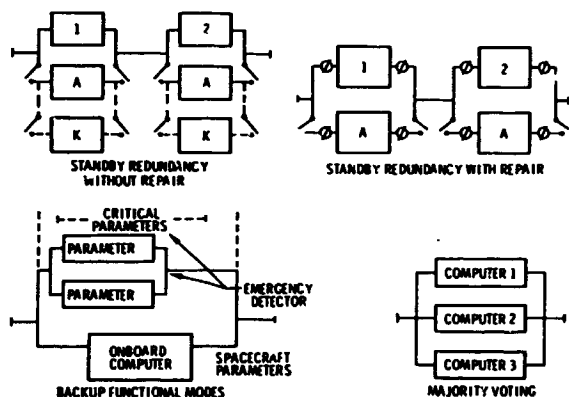 1
2
A
A
K
K
STANDBY REDUNDANCY
WITHOUT REPAIR
1
2
A
A
STANDBY REDUNDANCY WITH REPAIR
CRITICAL
PARAMETERS
PARAMETER
PARAMETER
EMERGENCY
DETECTOR
ONBOARD
COMPUTER
SPACECRAFT
PARAMETERS
BACKUP FUNCTIONAL MODES
COMPUTER 1
COMPUTER 2
COMPUTER 3
MAJORITY VOTING